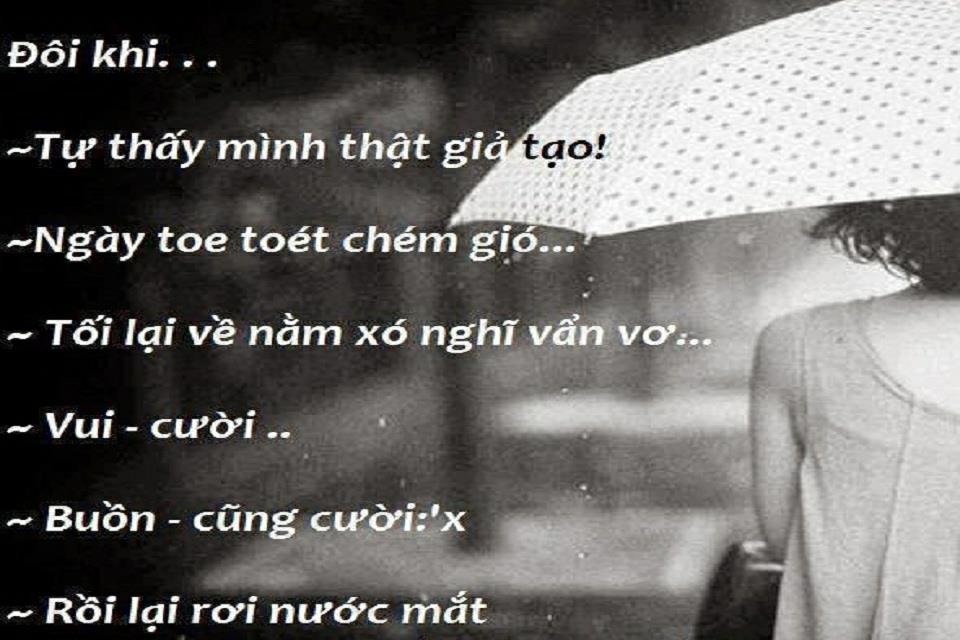 Đôi khi. . .
~Tự thấy mình thật giả tạo!
~Ngày toe toét chém gió...
~ Tối lại về nằm xó nghĩ vẩn vơ...
~ Vui - cười ..
~ Buồn - cũng cười:'x
~ Rồi lại rơi nước mắt